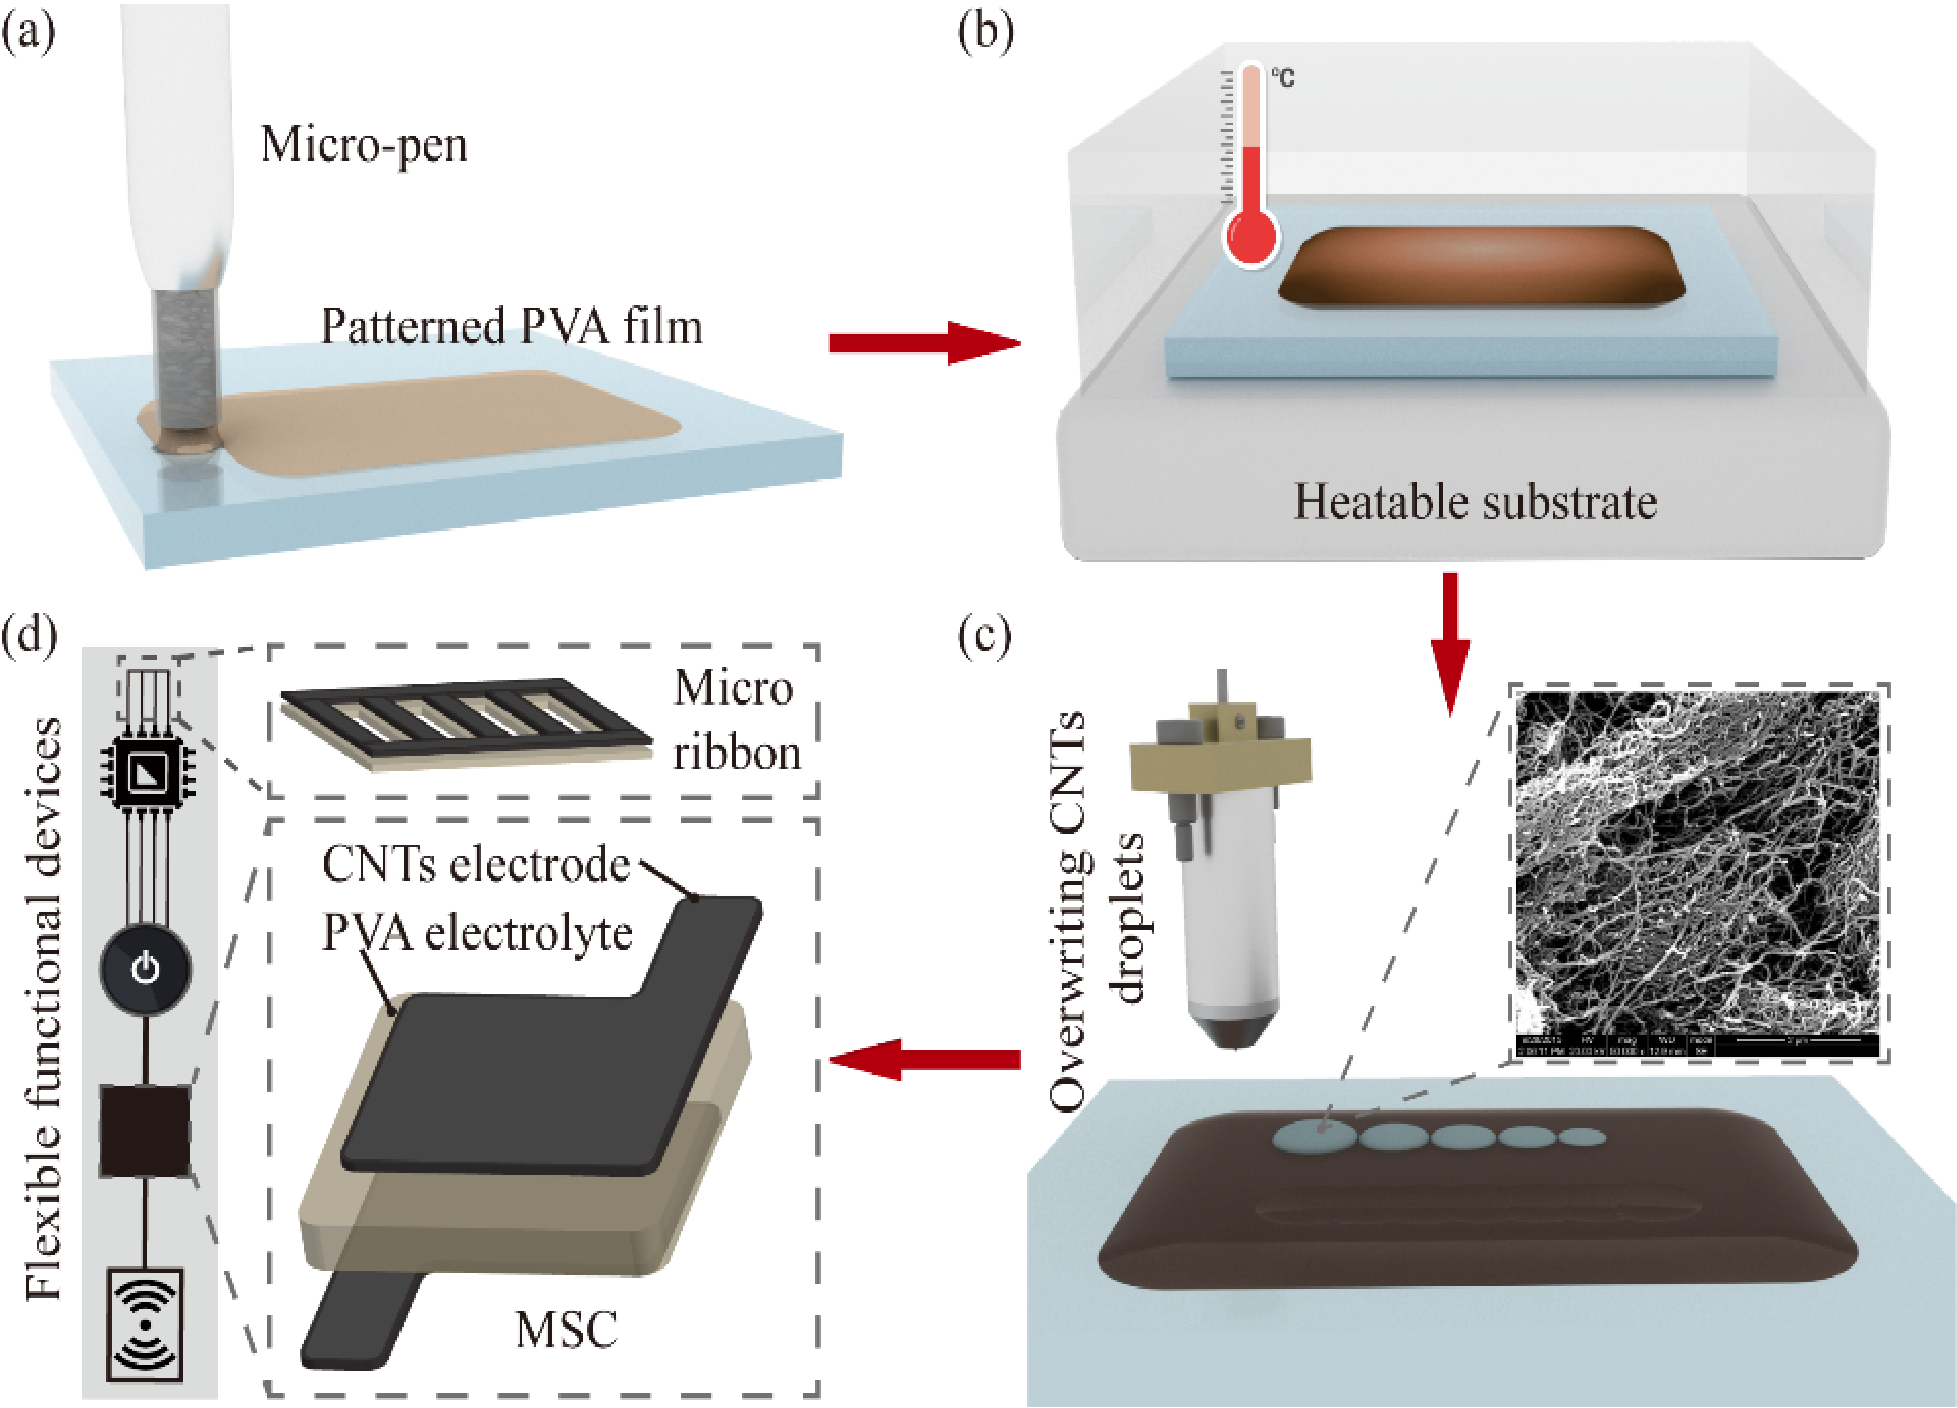 (a)
Micro-pen
Patterned PVA film
(b)
°C
Heatable substrate
(c)
Overwriting CNTs
droplets
(d)
Flexible functional devices
Micro
ribbon
CNTs electrode
PVA electrolyte
MSC